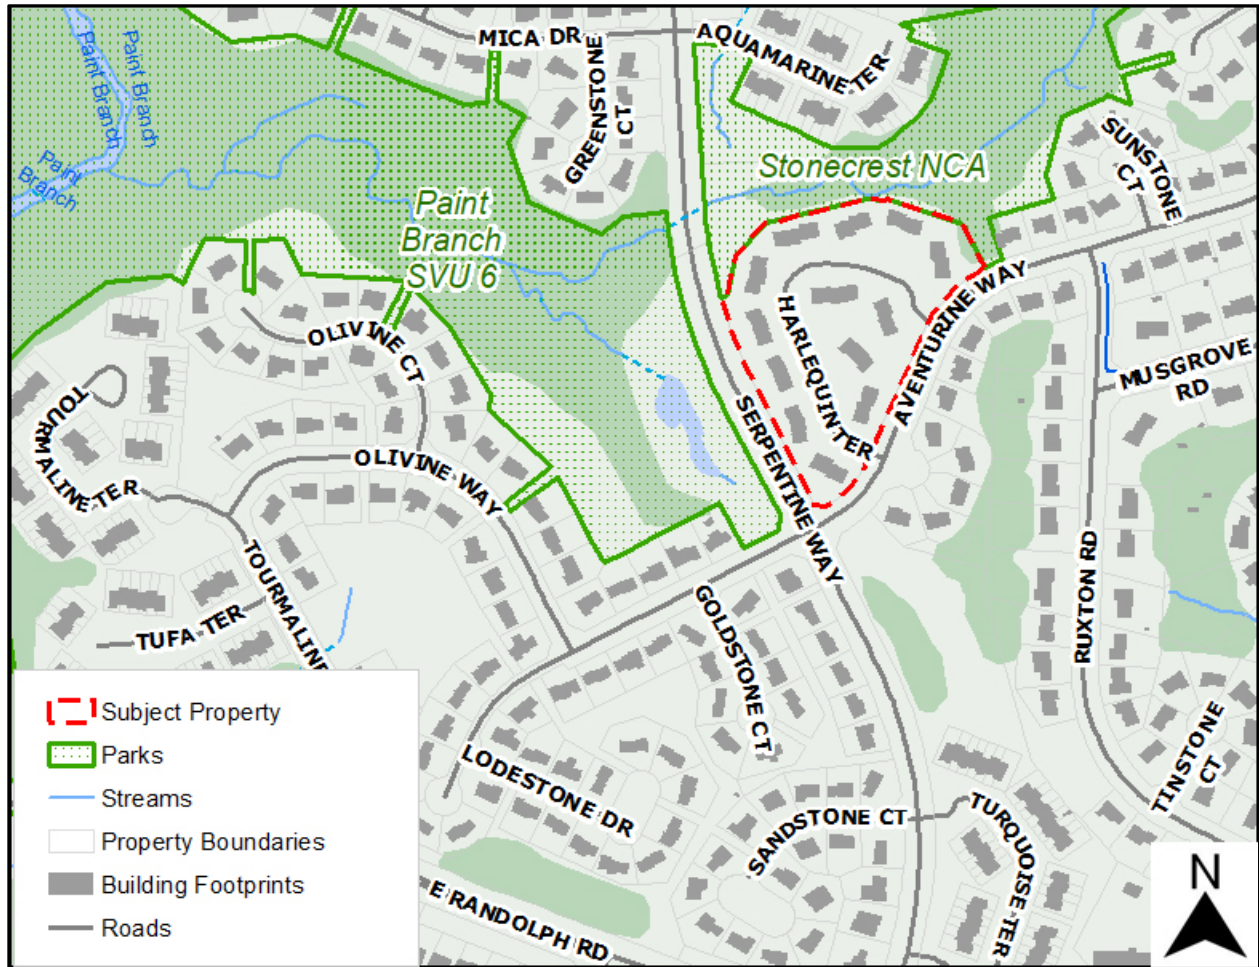 MICA DR
AQUAMARINE TER
GREENSTONE
CT
Paint Branch
Paint Branch
Paint
Branch
Stonecrest NCA
SUNSTONE
CT
Paint
Branch
SVU 6
OLIVINE CT
HARLEQUIN TER
AVENTURINE WAY
MUSGROVE
RD
TOURMALINE TER
OLIVINE WAY
SERPENTINE WAY
TOURMALINE
TUFA TER
GOLDSTONE CT
RUXTON RD
TINSTONE
CT
LODESTONE DR
SANDSTONE CT
TURQUOISE TER
E RANDOLPH RD
Subject Property
Parks
Streams
Property Boundaries
Building Footprints
Roads
N